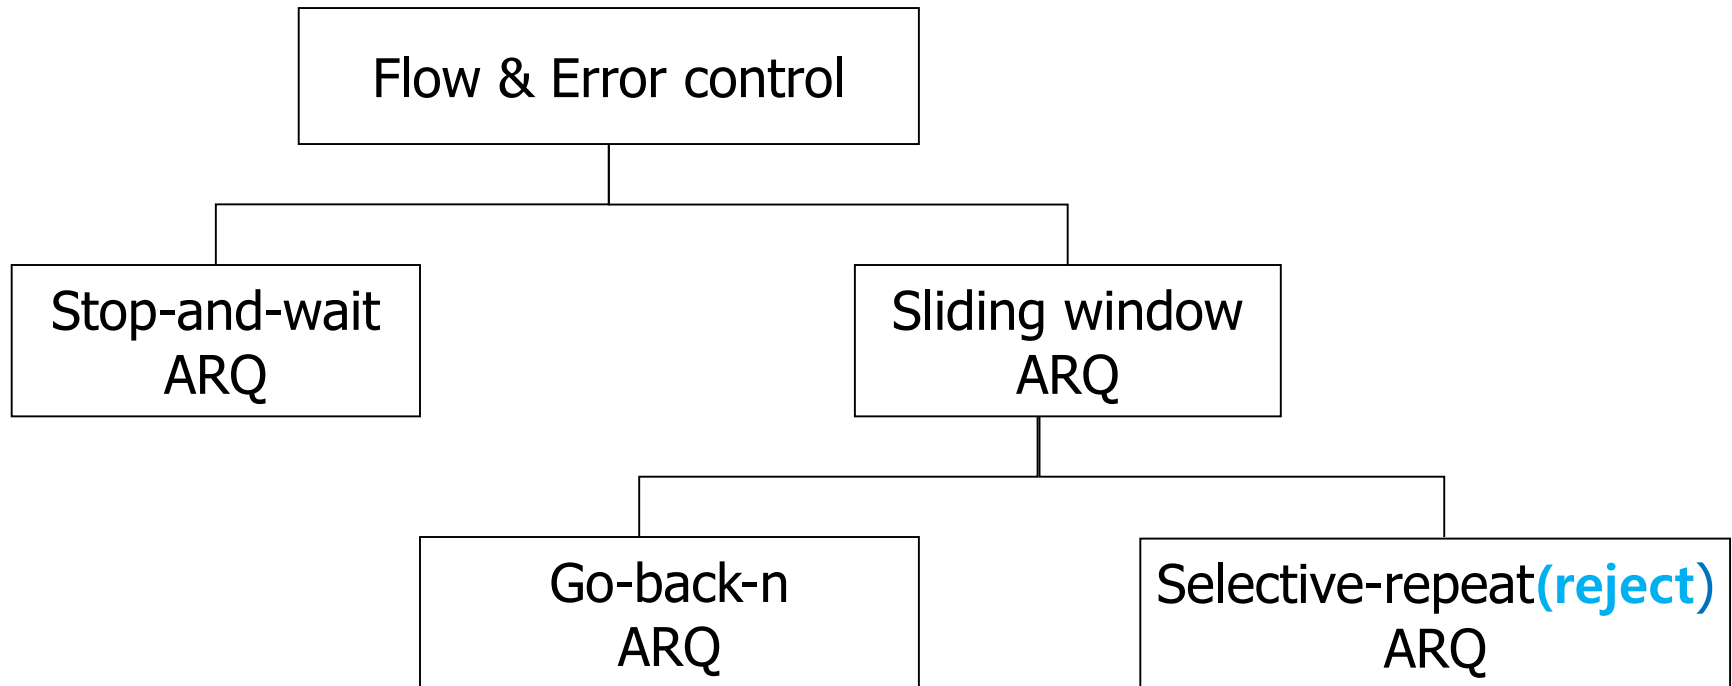 Flow & Error control
Stop-and-wait
ARQ
Sliding window
ARQ
Go-back-n
ARQ
Selective-repeat(reject)
ARQ